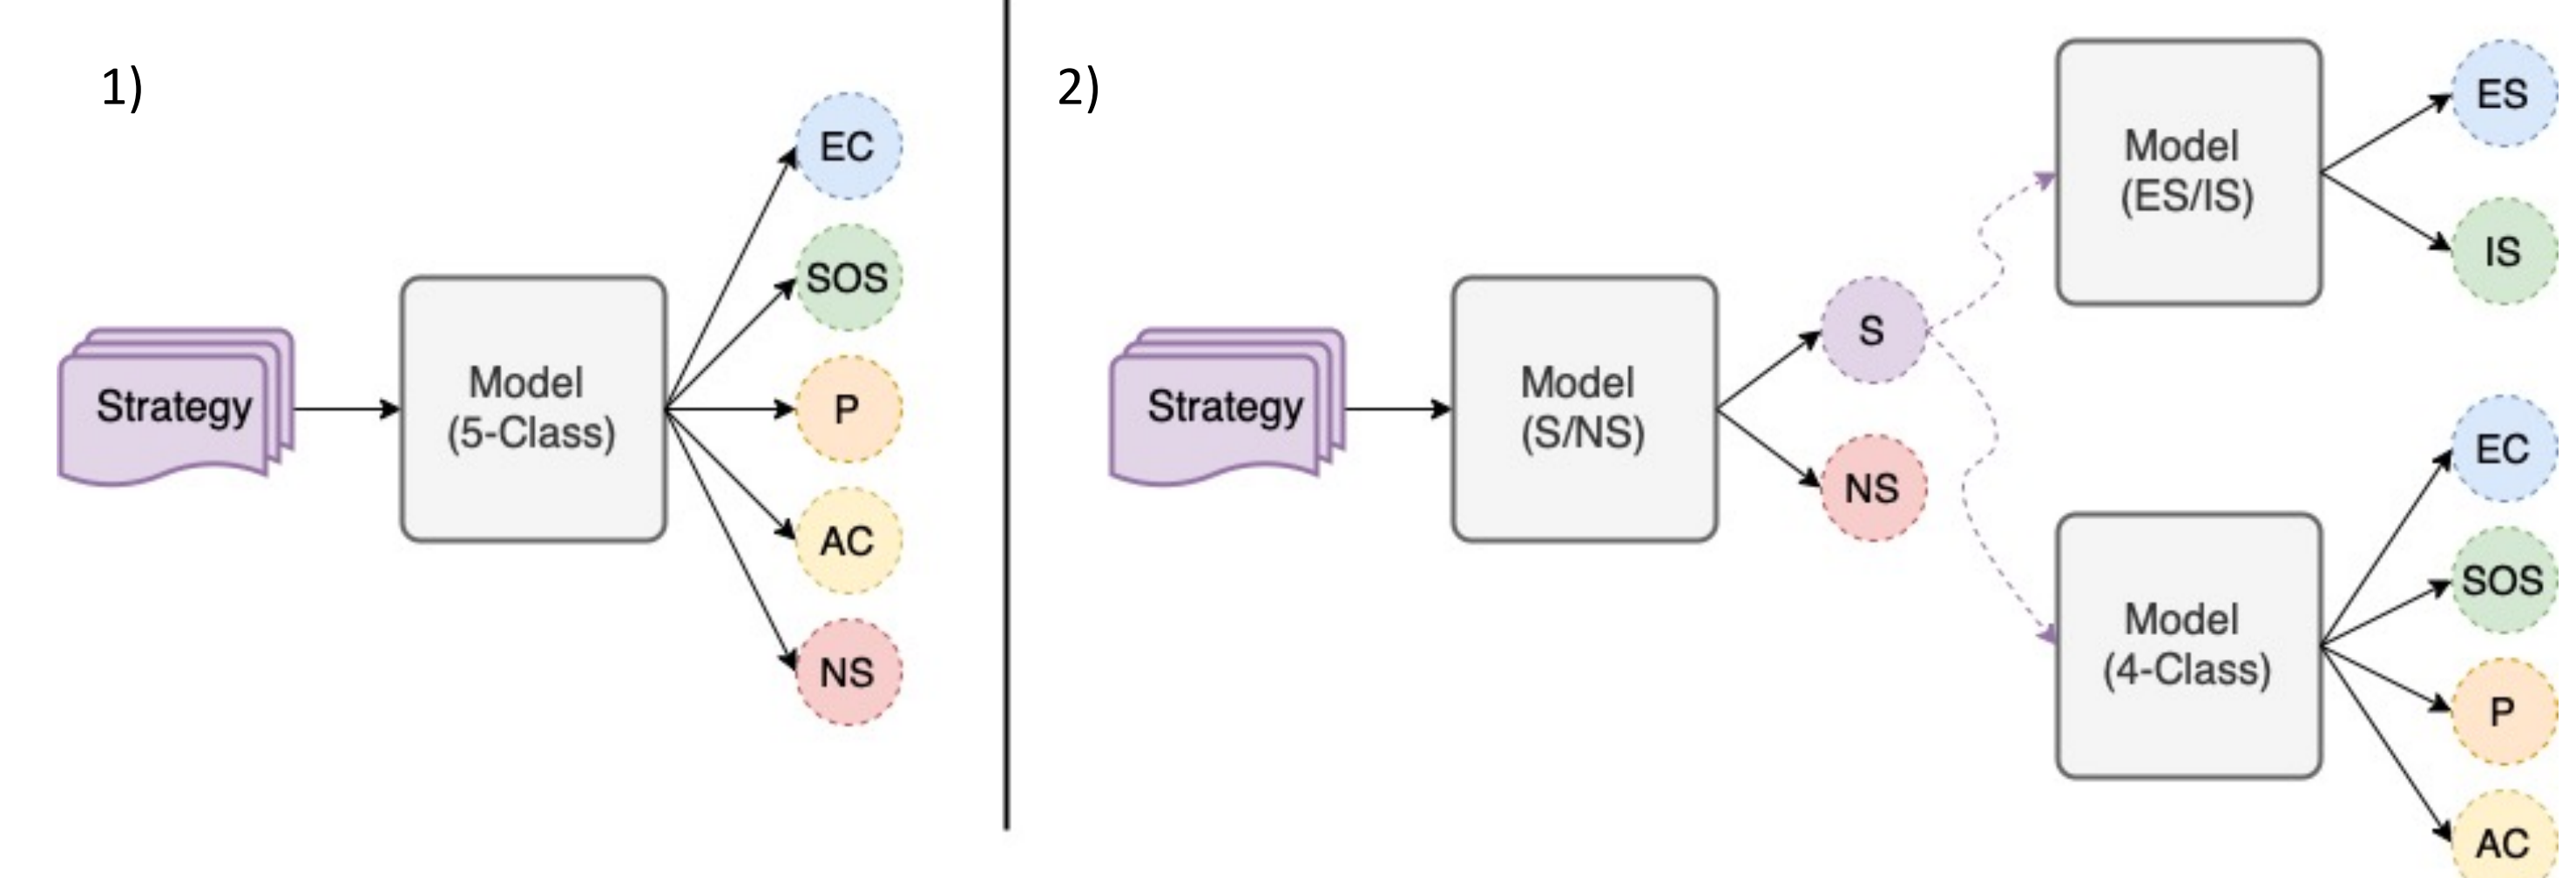 1)
Strategy
Model
(5-Class)
EC
SOS
P
AC
NS
2)
Strategy
Model
(S/NS)
S
NS
Model
(ES/IS)
ES
IS
Model
(4-Class)
EC
SOS
P
AC